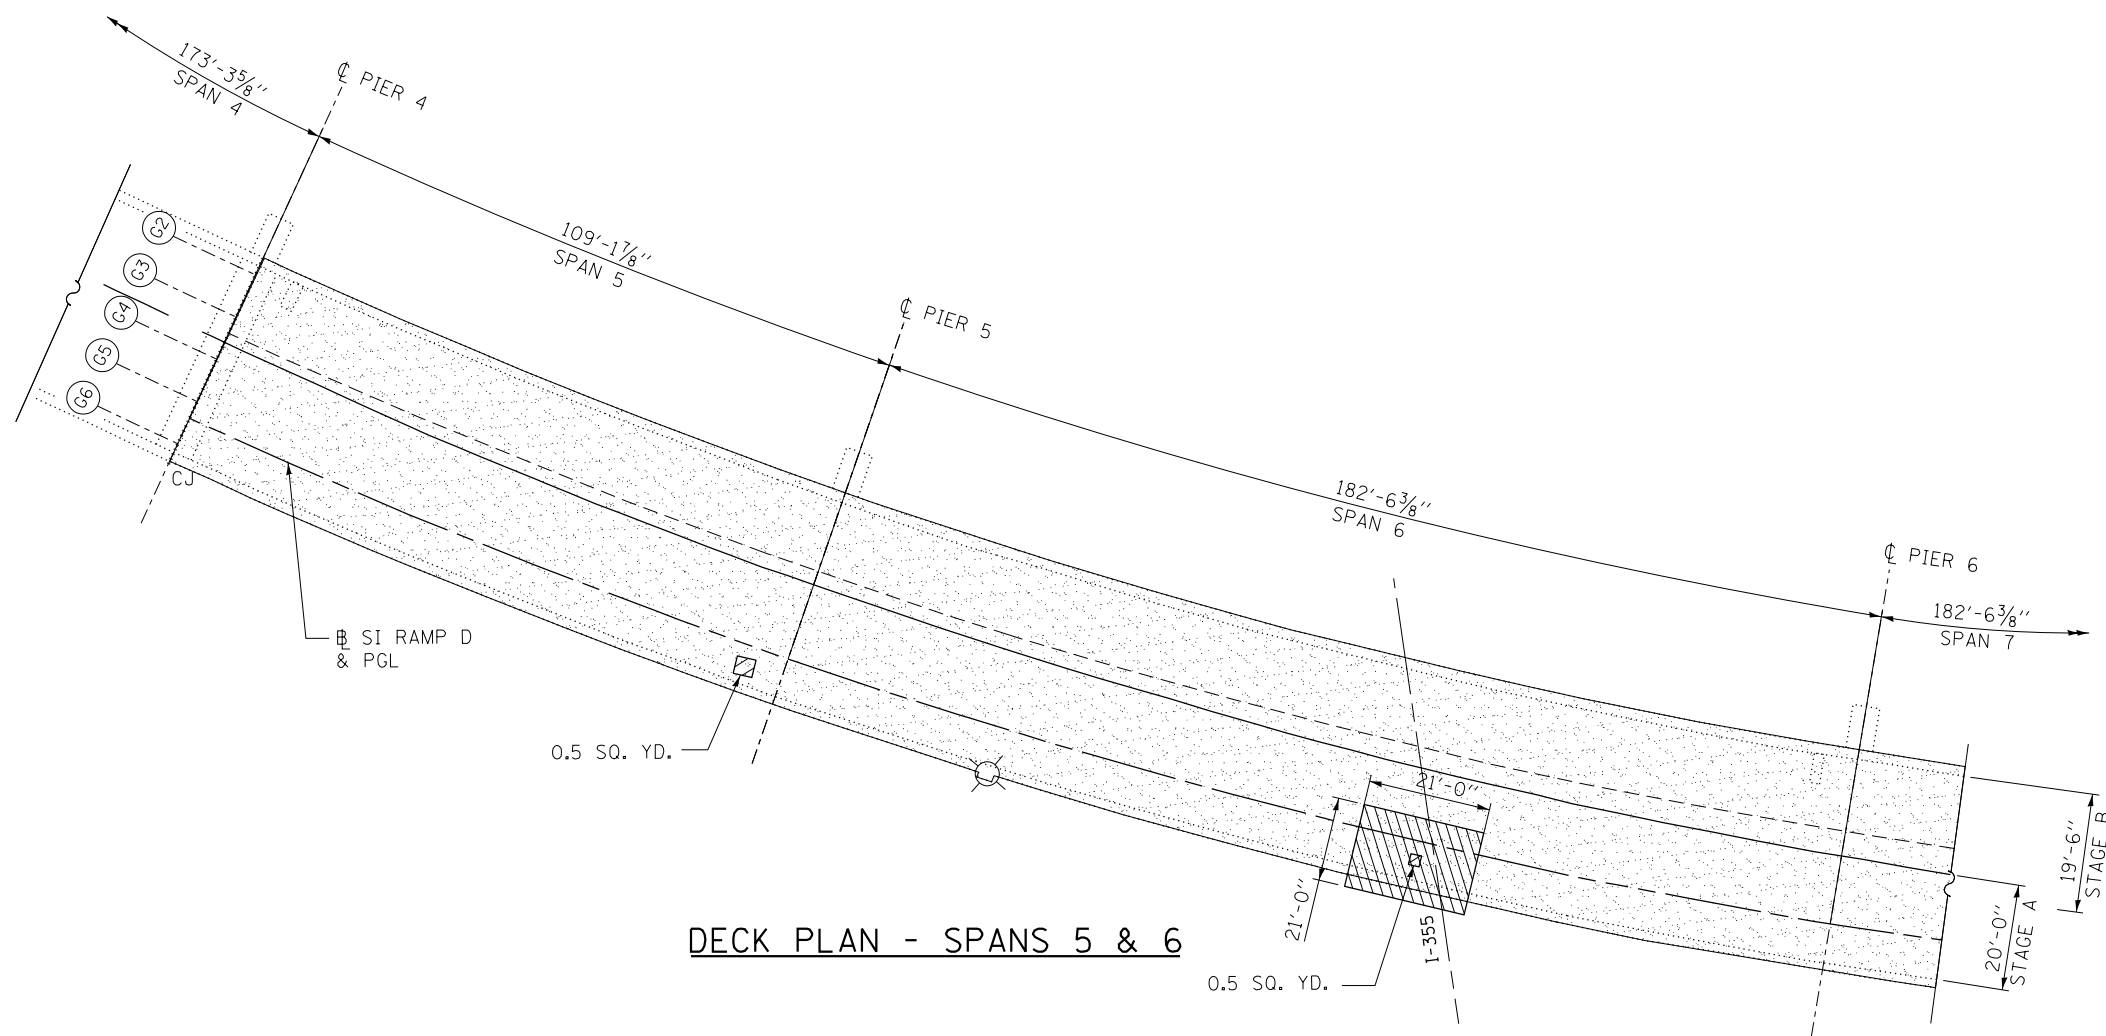 173'-3⅝"
SPAN 4
℄ PIER 4
109'-1⅞"
SPAN 5
℄ PIER 5
182'-6⅜"
SPAN 6
℄ PIER 6
182'-6⅜"
SPAN 7
G2
G3
G4
G5
G6
CJ
BL SI RAMP D
& PGL
0.5 SQ. YD.
21'-0"
21'-0"
I-355
0.5 SQ. YD.
19'-6"
STAGE B
20'-0"
STAGE A
DECK PLAN - SPANS 5 & 6